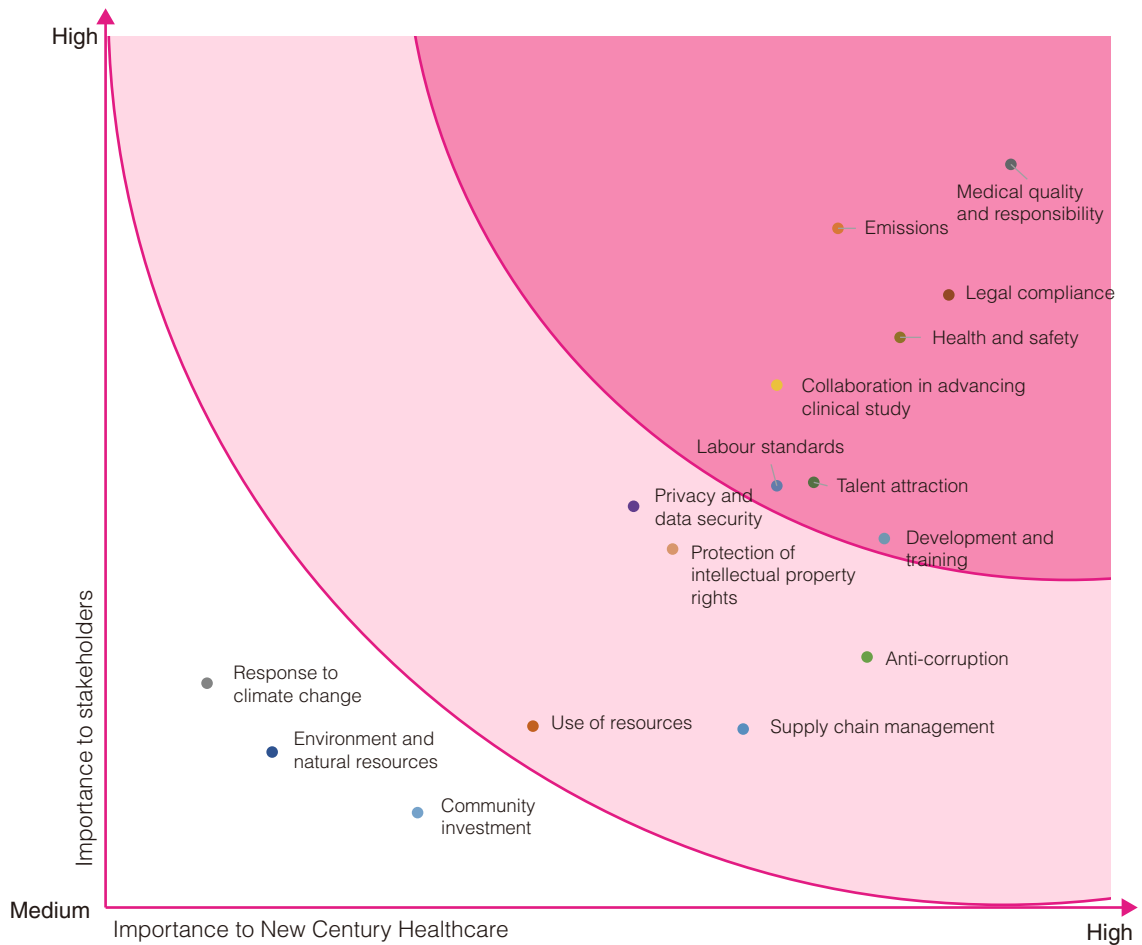 High
Medical quality
and responsibility
Emissions
Legal compliance
Health and safety
Collaboration in advancing
clinical study
Labour standards
Talent attraction
Privacy and
data security
Development and
training
Protection of
intellectual property
rights
Anti-corruption
Response to
climate change
Use of resources
Supply chain management
Environment and
natural resources
Community
investment
Importance to stakeholders
Medium
Importance to New Century Healthcare
High